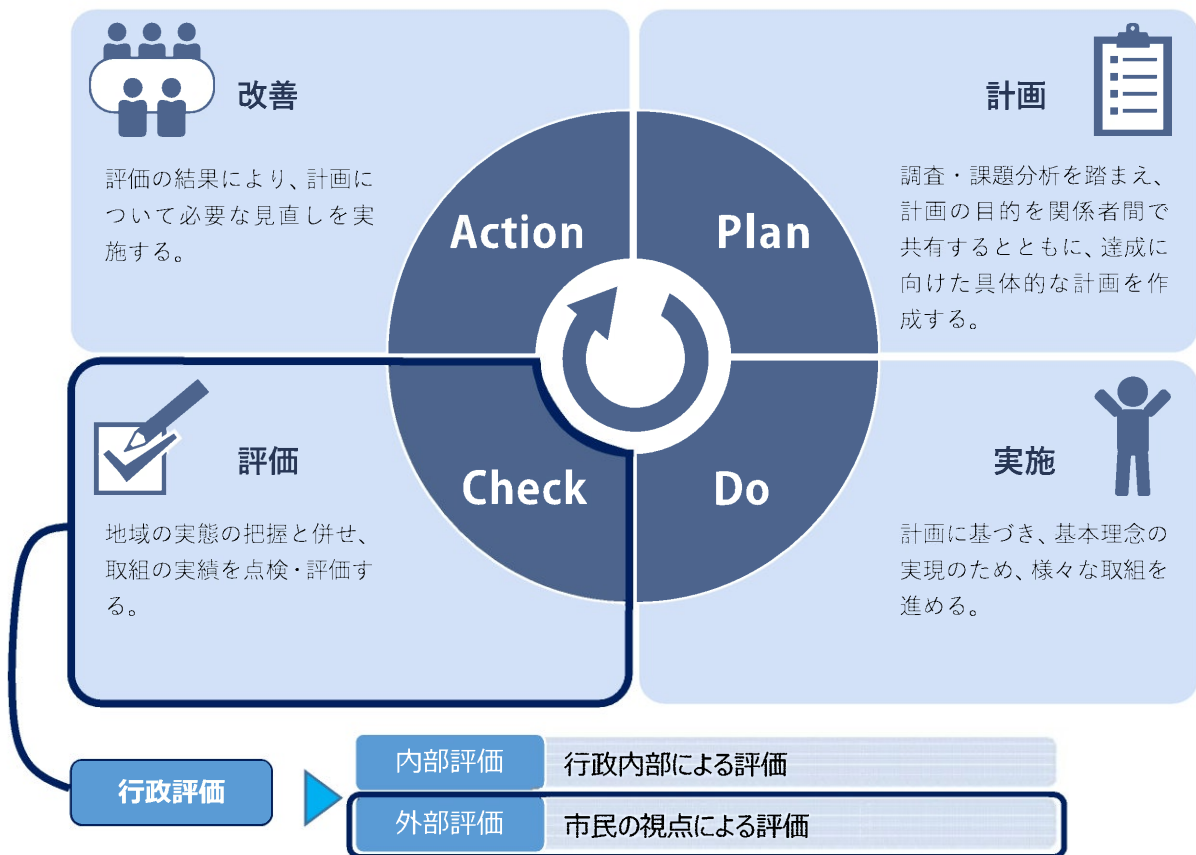 改善
評価の結果により、計画に
ついて必要な見直しを実
施する。
Action
計画
調査・課題分析を踏まえ、
計画の目的を関係者間で
共有するとともに、達成に
向けた具体的な計画を作
成する。
Plan
評価
地域の実態の把握と併せ、
取組の実績を点検・評価す
る。
Check
実施
計画に基づき、基本理念の
実現のため、様々な取組を
進める。
Do
行政評価
内部評価
行政内部による評価
外部評価
市民の視点による評価